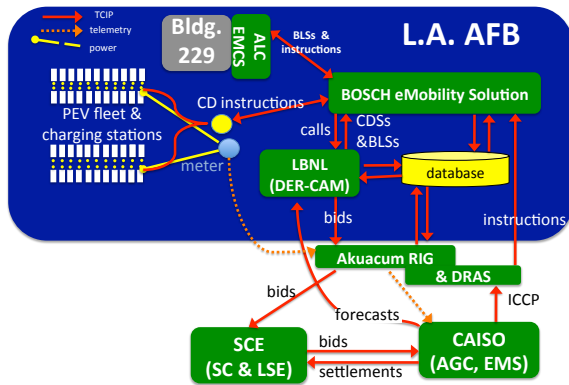 TCIP
telemetry
power
Bldg.
229
ALC
EMCS
BLSs &
instructions
L.A. AFB
BOSCH eMobility Solution
PEV fleet &
charging stations
CD instructions
meter
calls
CDSs
&BLSs
LBNL
(DER-CAM)
database
bids
instructions
Akuacum RIG
& DRAS
bids
forecasts
ICCP
SCE
(SC & LSE)
bids
settlements
CAISO
(AGC, EMS)